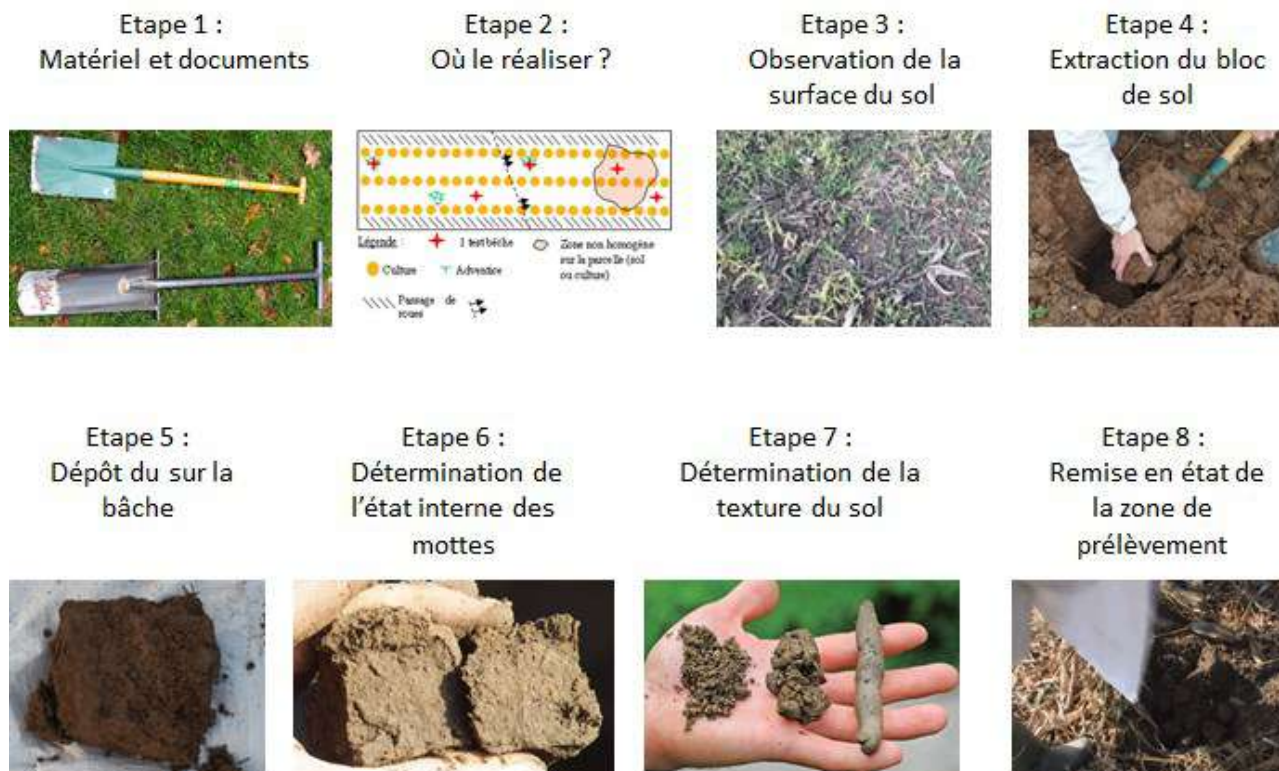 Etape 1 :
Matériel et documents
Etape 2 :
Où le réaliser ?
Etape 3 :
Observation de la
surface du sol
Etape 4 :
Extraction du bloc
de sol
Légende :
1 test bêche
Zone non homogène
sur la parcelle (sol
ou culture)
Culture
Adventice
Passage de
roues
Etape 5 :
Dépôt du sur la
bâche
Etape 6 :
Détermination de
l'état interne des
mottes
Etape 7 :
Détermination de la
texture du sol
Etape 8 :
Remise en état de
la zone de
prélèvement